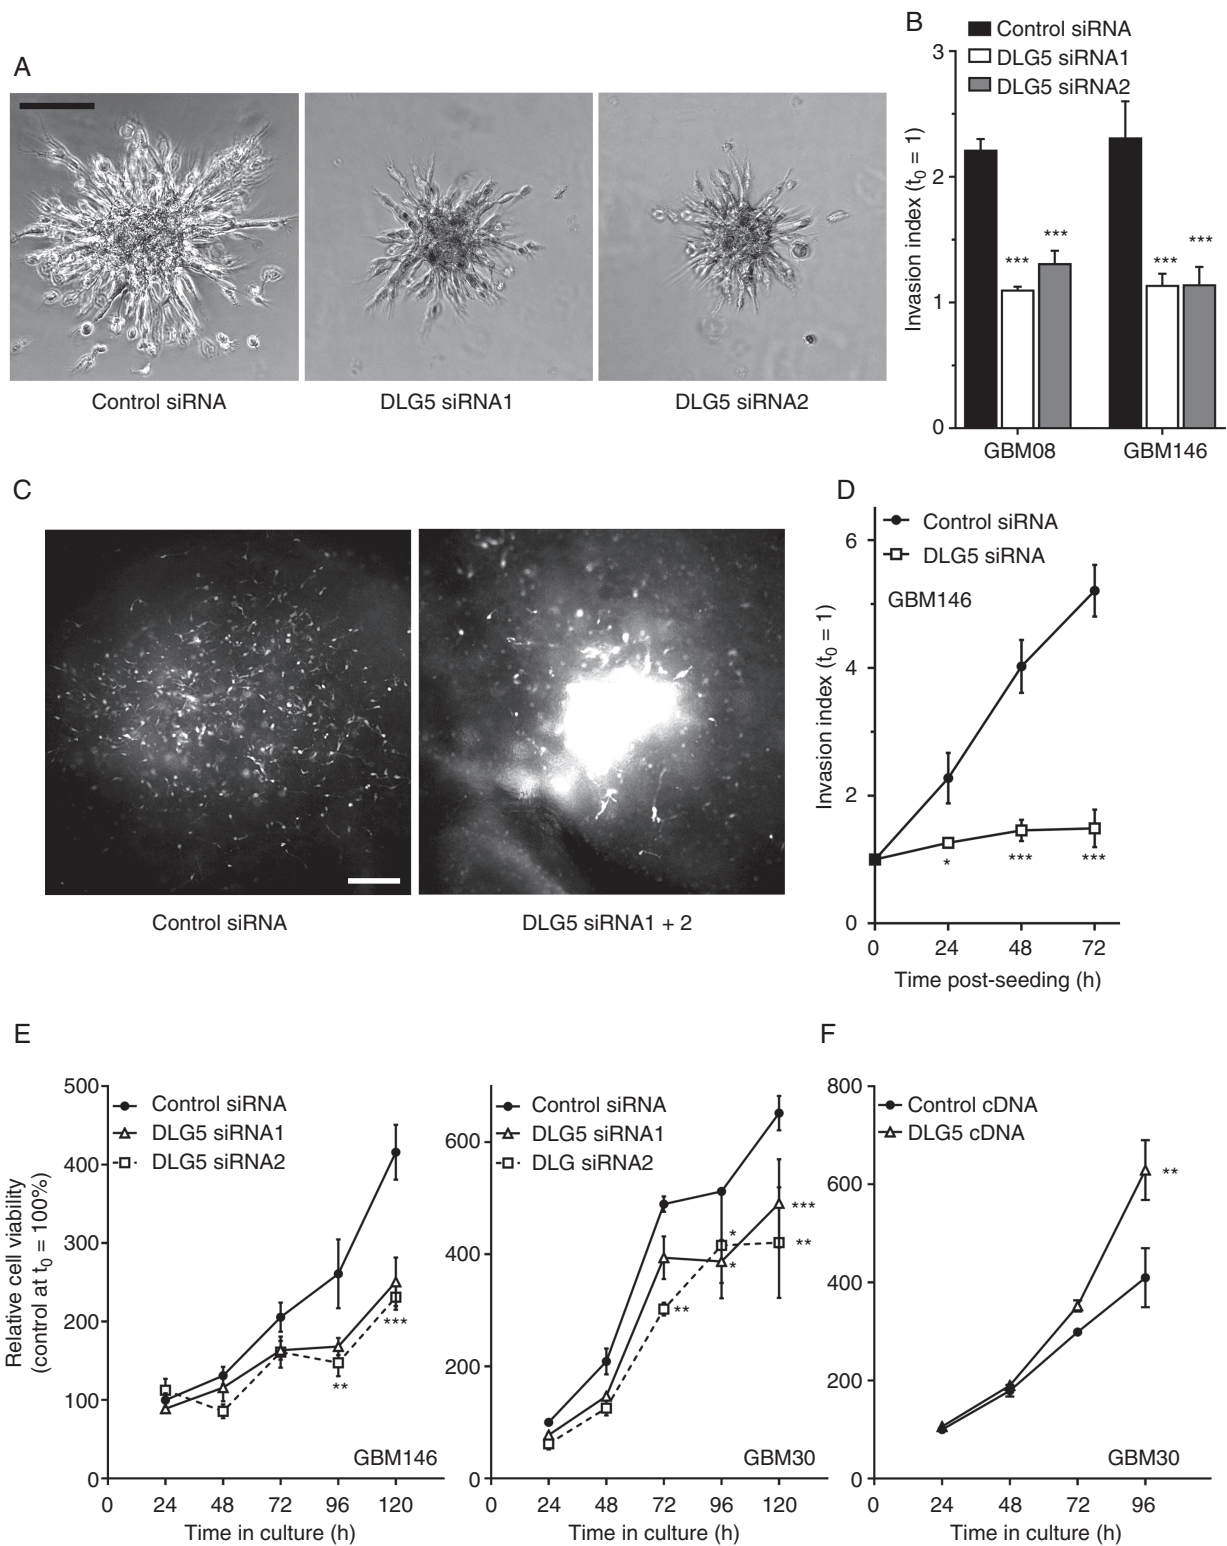 A
Control siRNA
DLG5 siRNA1
DLG5 siRNA2
B
Control siRNA
DLG5 siRNA1
DLG5 siRNA2
Invasion index (t0 = 1)
3
2
1
0
***
***
***
***
GBM08
GBM146
C
Control siRNA
DLG5 siRNA1 + 2
D
Control siRNA
DLG5 siRNA
GBM146
Invasion index (t0 = 1)
6
4
2
0
*
***
***
0
24
48
72
Time post-seeding (h)
E
Relative cell viability
(control at t0 = 100%)
500
400
300
200
100
0
Control siRNA
DLG5 siRNA1
DLG5 siRNA2
**
***
GBM146
0
24
48
72
96
120
Time in culture (h)
600
400
200
0
Control siRNA
DLG5 siRNA1
DLG siRNA2
**
*
*
***
**
GBM30
0
24
48
72
96
120
Time in culture (h)
F
800
600
400
200
0
Control cDNA
DLG5 cDNA
**
GBM30
0
24
48
72
96
Time in culture (h)